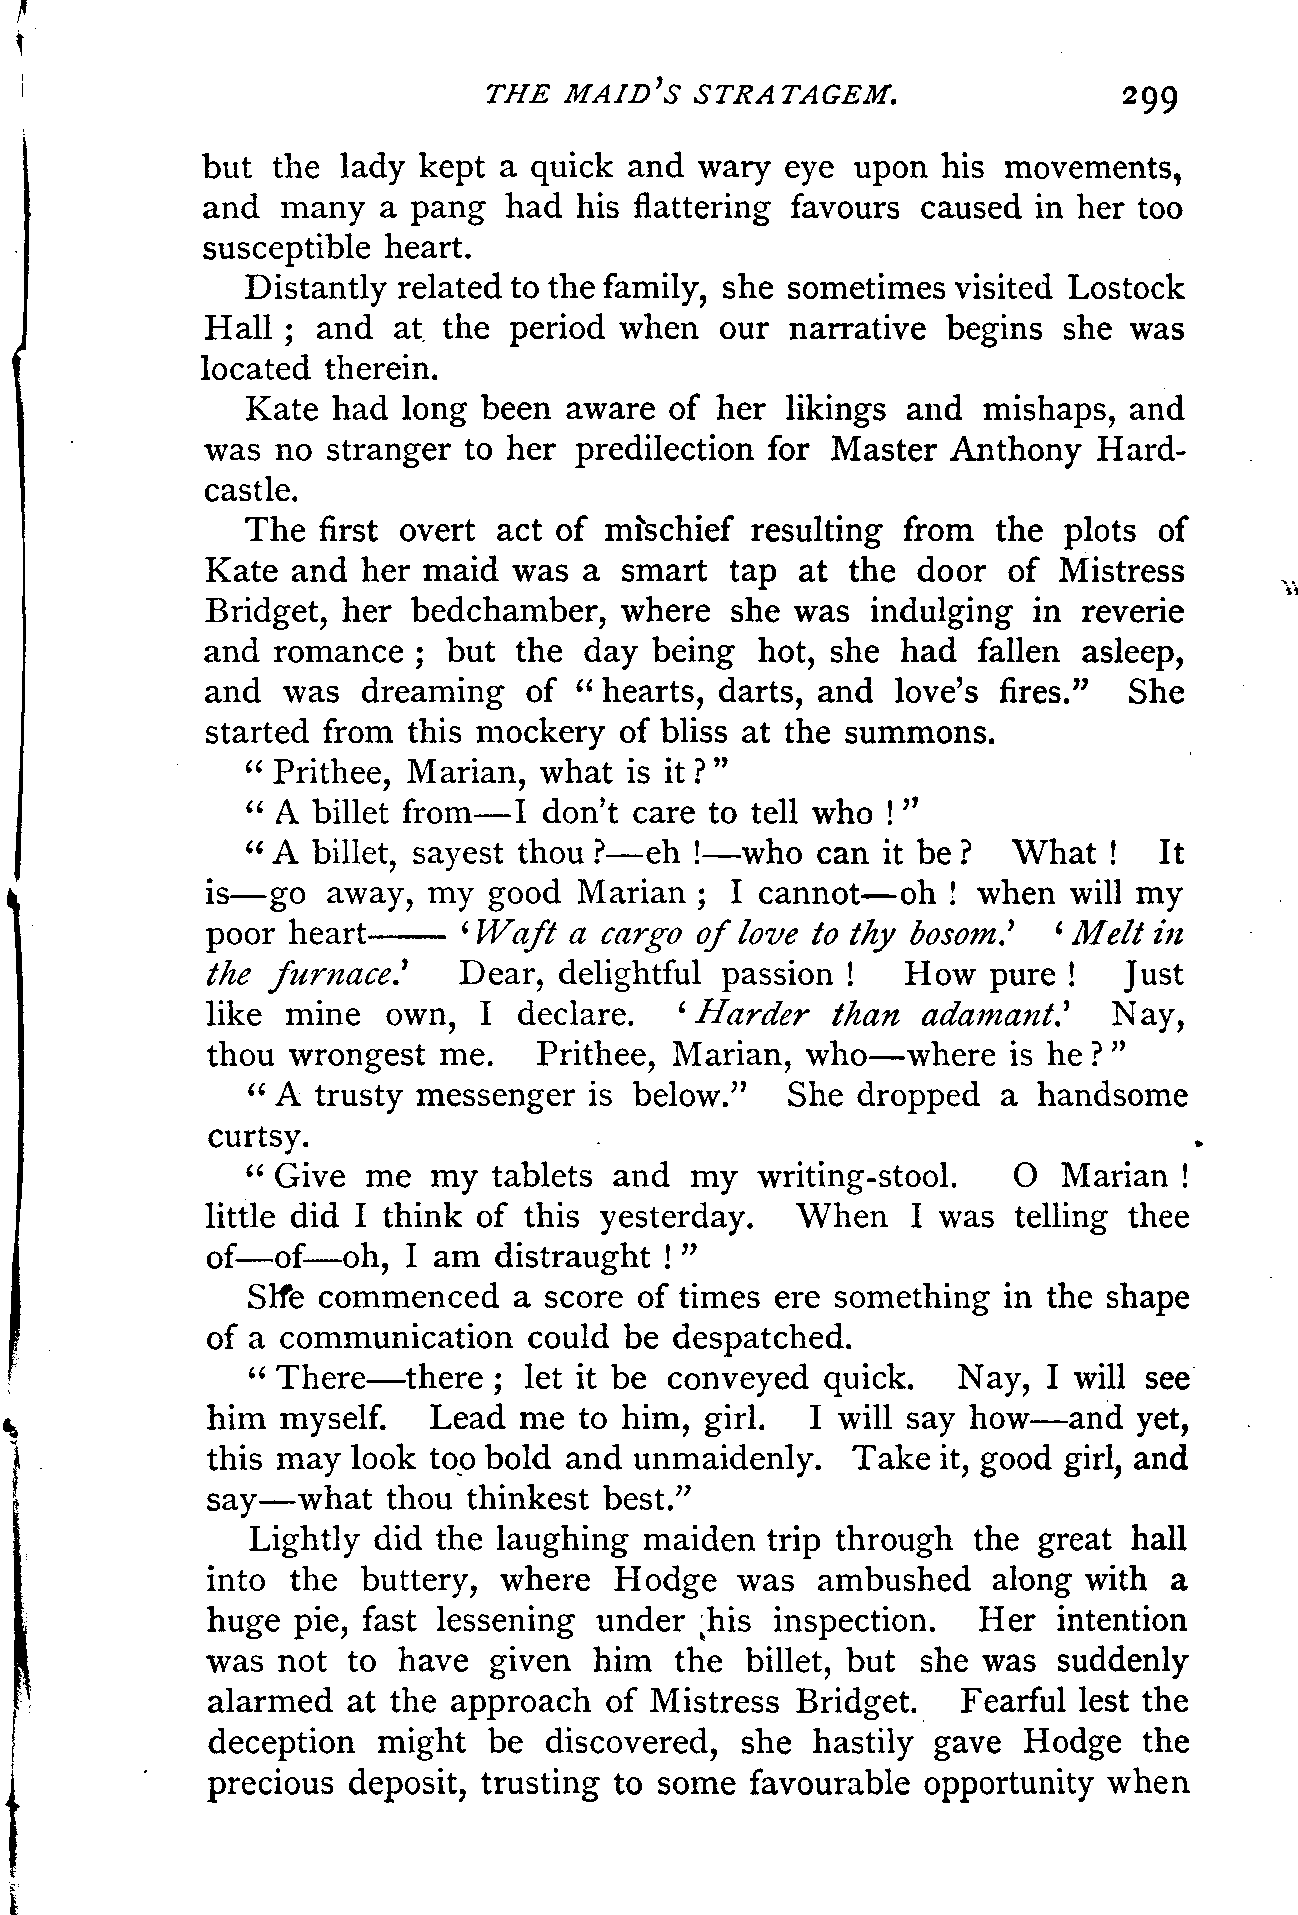 THE MAID'S STRATAGEM. 299
but the lady kept a quick and wary eye upon his movements,
and many a pang had his flattering favours caused in her too
susceptible heart.
Distantly related to the family, she sometimes visited Lostock
Hall ; and at the period when our narrative begins she was
located therein.
Kate had long been aware of her likings and mishaps, and
was no stranger to her predilection for Master Anthony Hard-
castle.
The first overt act of mischief resulting from the plots of
Kate and her maid was a smart tap at the door of Mistress
Bridget, her bedchamber, where she was indulging in reverie
and romance ; but the day being hot, she had fallen asleep,
and was dreaming of “ hearts, darts, and love's fires.” She
started from this mockery of bliss at the summons.
“ Prithee, Marian, what is it ? ”
“ A billet from—I don't care to tell who ! ”
“ A billet, sayest thou ?—eh !—who can it be ? What ! It
is—go away, my good Marian ; I cannot—oh ! when will my
poor heart—— ‘ Waft a cargo of love to thy bosom.’ ‘ Melt in
the furnace.’ Dear, delightful passion ! How pure ! Just
like mine own, I declare. ‘ Harder than adamant.’ Nay,
thou wrongest me. Prithee, Marian, who—where is he ? ”
“ A trusty messenger is below.” She dropped a handsome
curtsy.
“ Give me my tablets and my writing-stool. O Marian !
little did I think of this yesterday. When I was telling thee
of—of—oh, I am distraught ! ”
She commenced a score of times ere something in the shape
of a communication could be despatched.
“ There—there ; let it be conveyed quick. Nay, I will see
him myself. Lead me to him, girl. I will say how—and yet,
this may look too bold and unmaidenly. Take it, good girl, and
say—what thou thinkest best.”
Lightly did the laughing maiden trip through the great hall
into the buttery, where Hodge was ambushed along with a
huge pie, fast lessening under his inspection. Her intention
was not to have given him the billet, but she was suddenly
alarmed at the approach of Mistress Bridget. Fearful lest the
deception might be discovered, she hastily gave Hodge the
precious deposit, trusting to some favourable opportunity when